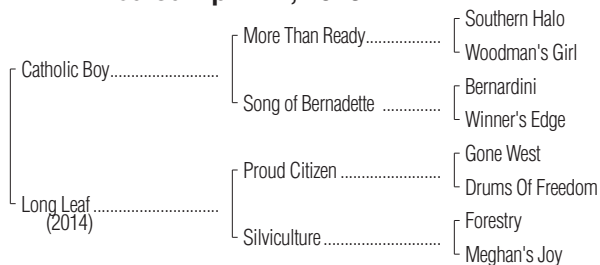 Southern Halo
More Than Ready....................
Woodman's Girl
Catholic Boy.............................
Bernardini
Song of Bernadette ...............
Winner's Edge
Gone West
Proud Citizen ..........................
Drums Of Freedom
Long Leaf .................................
(2014)
Forestry
Silviculture...............................
Meghan's Joy